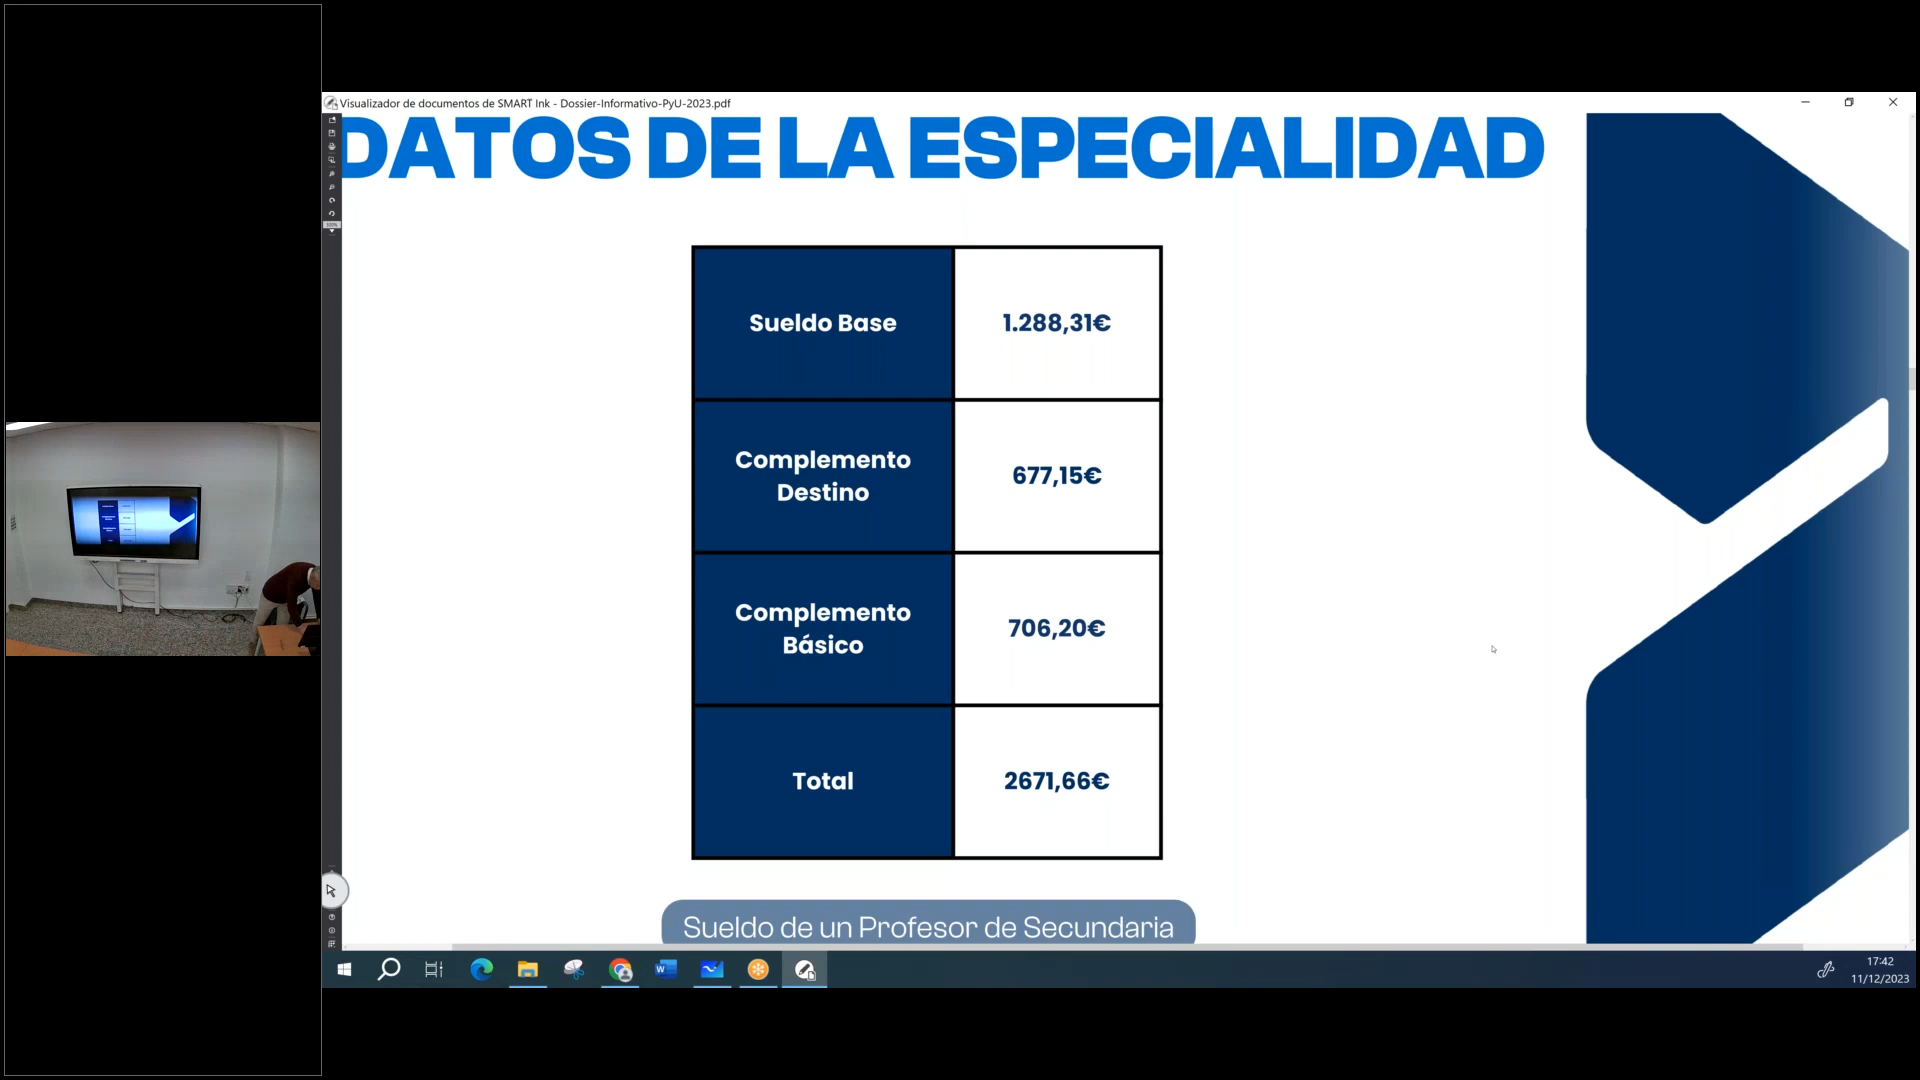 Visualizador de documentos de SMART Ink - Dossier-Informativo-PyU-2023.pdf
DATOS DE LA ESPECIALIDAD
Sueldo Base
1.288,31€
Complemento
Destino
677,15€
Complemento
Básico
706,20€
Total
2671,66€
Sueldo de un Profesor de Secundaria
17:42
11/12/2023